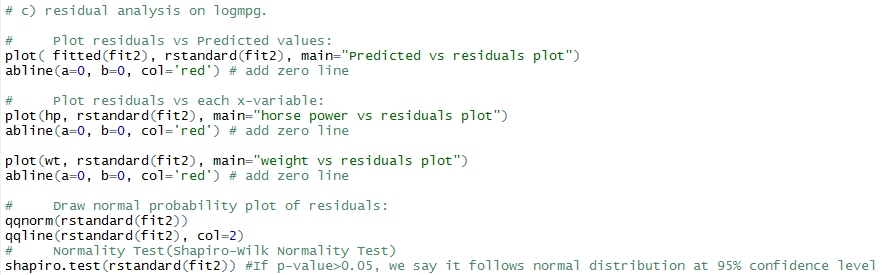 # c) residual analysis on logmpg.
#     Plot residuals vs Predicted values:
plot( fitted(fit2), rstandard(fit2), main="Predicted vs residuals plot")
abline(a=0, b=0, col='red') # add zero line
#     Plot residuals vs each x-variable:
plot(hp, rstandard(fit2), main="horse power vs residuals plot")
abline(a=0, b=0, col='red') # add zero line
plot(wt, rstandard(fit2), main="weight vs residuals plot")
abline(a=0, b=0, col='red') # add zero line
#     Draw normal probability plot of residuals:
qqnorm(rstandard(fit2))
qqline(rstandard(fit2), col=2)
#     Normality Test(Shapiro-Wilk Normality Test)
shapiro.test(rstandard(fit2)) #If p-value>0.05, we say it follows normal distribution at 95% confidence level